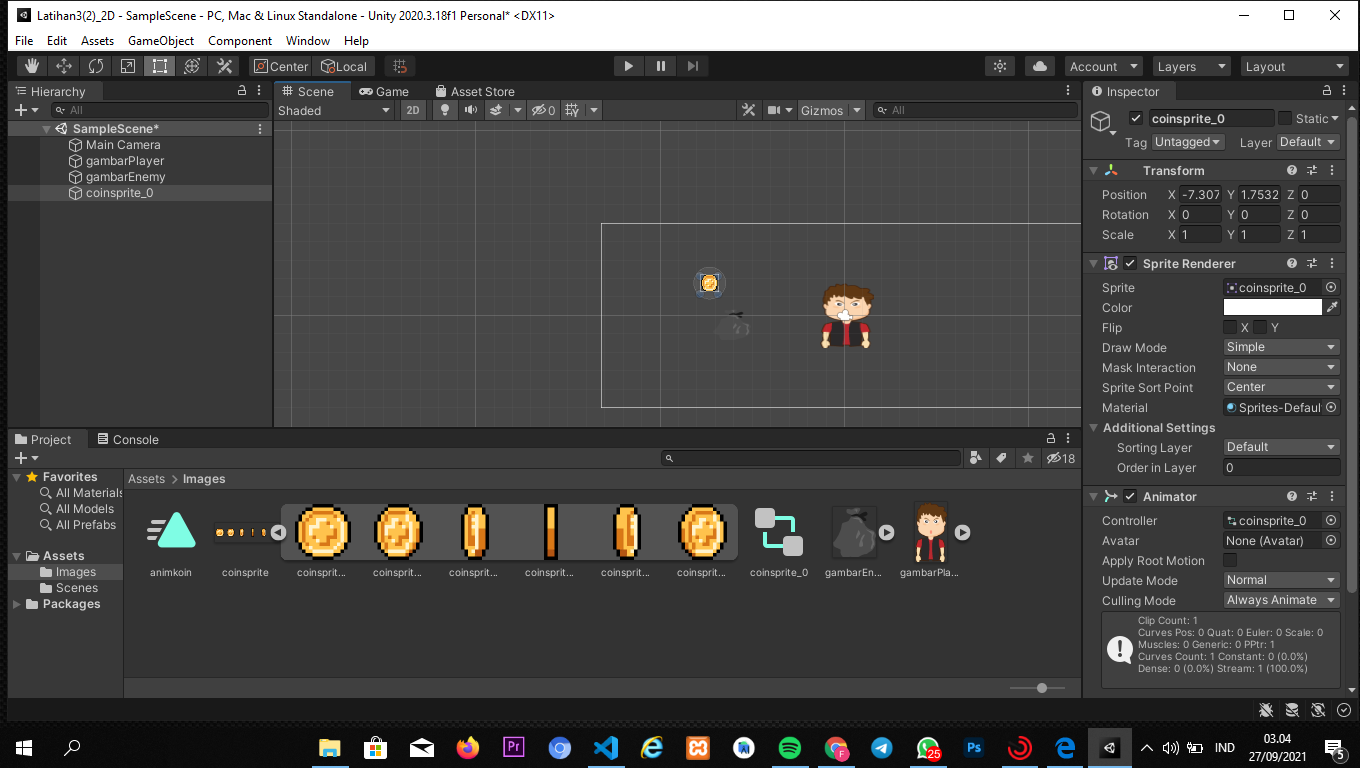 Latihan3(2)_2D - SampleScene - PC, Mac & Linux Standalone - Unity 2020.3.18f1 Personal* <DX11>
File Edit Assets GameObject Component Window Help
Center Local Account Layers Layout
Hierarchy
All
SampleScene*
Main Camera
gambarPlayer
gambarEnemy
coinsprite_0
Scene Game Asset Store
Shaded 2D 0 Gizmos All
Inspector
coinsprite_0 Static
Tag Untagged Layer Default
Transform
Position X -7.307 Y 1.7532 Z 0
Rotation X 0 Y 0 Z 0
Scale X 1 Y 1 Z 1
Sprite Renderer
Sprite coinsprite_0
Color
Flip X Y
Draw Mode Simple
Mask Interaction None
Sprite Sort Point Center
Material Sprites-Defaul
Additional Settings
Sorting Layer Default
Order in Layer 0
Animator
Controller coinsprite_0
Avatar None (Avatar)
Apply Root Motion
Update Mode Normal
Culling Mode Always Animate
Clip Count: 1
Curves Pos: 0 Quat: 0 Euler: 0 Scale: 0
Muscles: 0 Generic: 0 PPtr: 1
Curves Count: 1 Constant: 0 (0.0%)
Dense: 0 (0.0%) Stream: 1 (100.0%)
Project Console
18
Favorites
All Materials
All Models
All Prefabs
Assets
Images
Scenes
Packages
Assets > Images
animkoin coinsprite coinsprit... coinsprit... coinsprit... coinsprit... coinsprit... coinsprit... coinsprite_0 gambarEn... gambarPla...
Pr F 25 Ps IND 03.04
27/09/2021 5